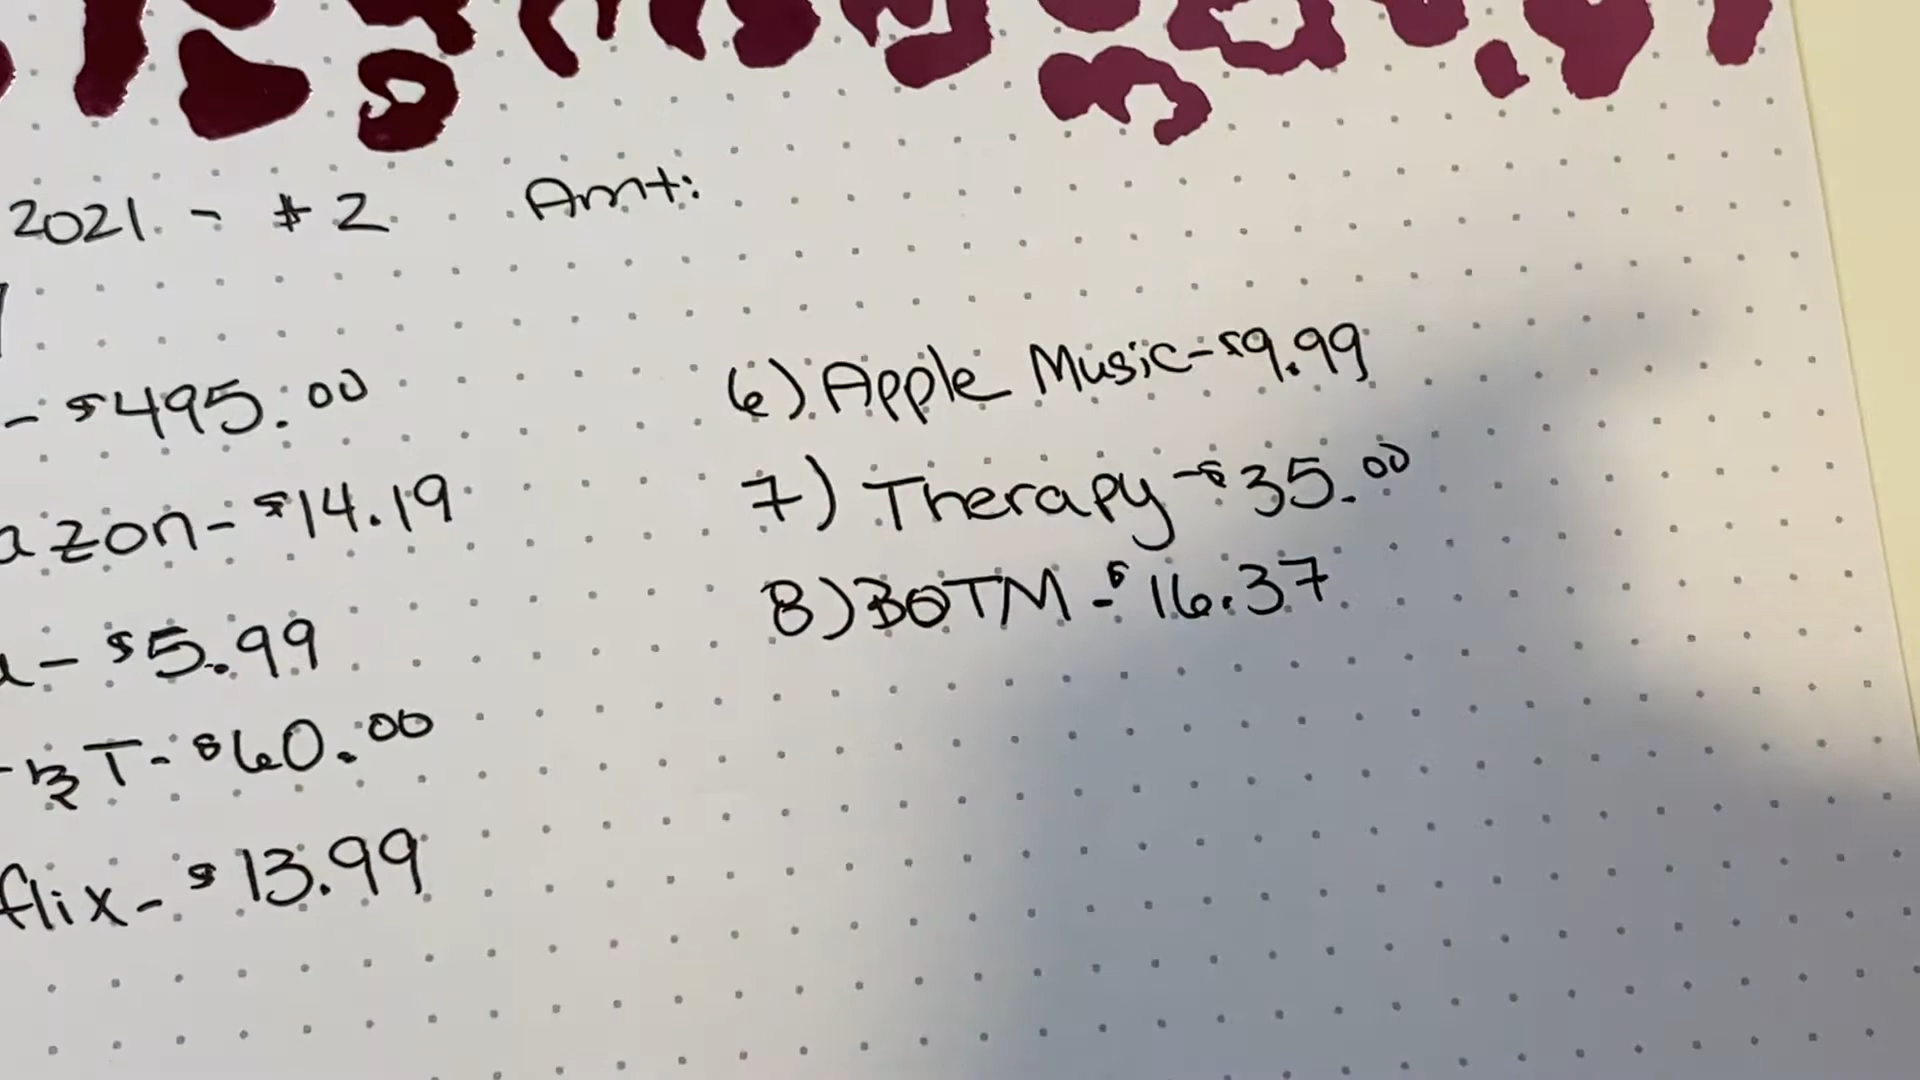 2021. - #2 Amt:
- $495.00
azon - $14.19
- $5.99
T - $60.00
flix - $13.99
6) Apple Music - $9.99
7) Therapy - $35.00
8) BOTM - $16.37